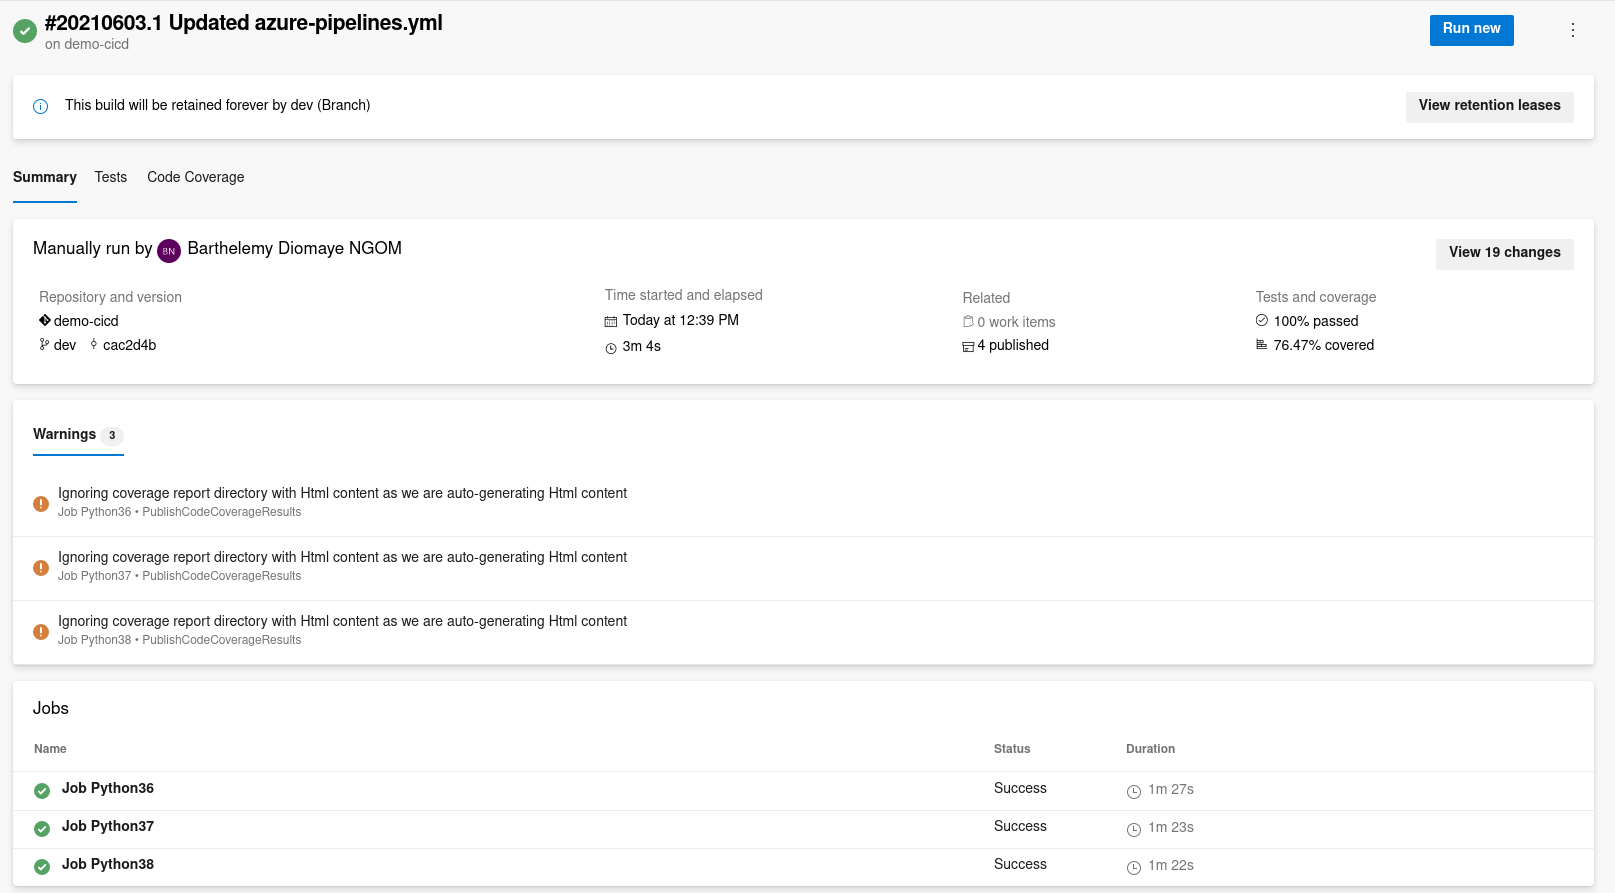 #20210603.1 Updated azure-pipelines.yml
on demo-cicd
Run new
This build will be retained forever by dev (Branch)
View retention leases
Summary Tests Code Coverage
Manually run by BN Barthelemy Diomaye NGOM
View 19 changes
Repository and version
demo-cicd
dev cac2d4b
Time started and elapsed
Today at 12:39 PM
3m 4s
Related
0 work items
4 published
Tests and coverage
100% passed
76.47% covered
Warnings 3
Ignoring coverage report directory with Html content as we are auto-generating Html content
Job Python36 • PublishCodeCoverageResults
Ignoring coverage report directory with Html content as we are auto-generating Html content
Job Python37 • PublishCodeCoverageResults
Ignoring coverage report directory with Html content as we are auto-generating Html content
Job Python38 • PublishCodeCoverageResults
Jobs
Name Status Duration
Job Python36 Success 1m 27s
Job Python37 Success 1m 23s
Job Python38 Success 1m 22s